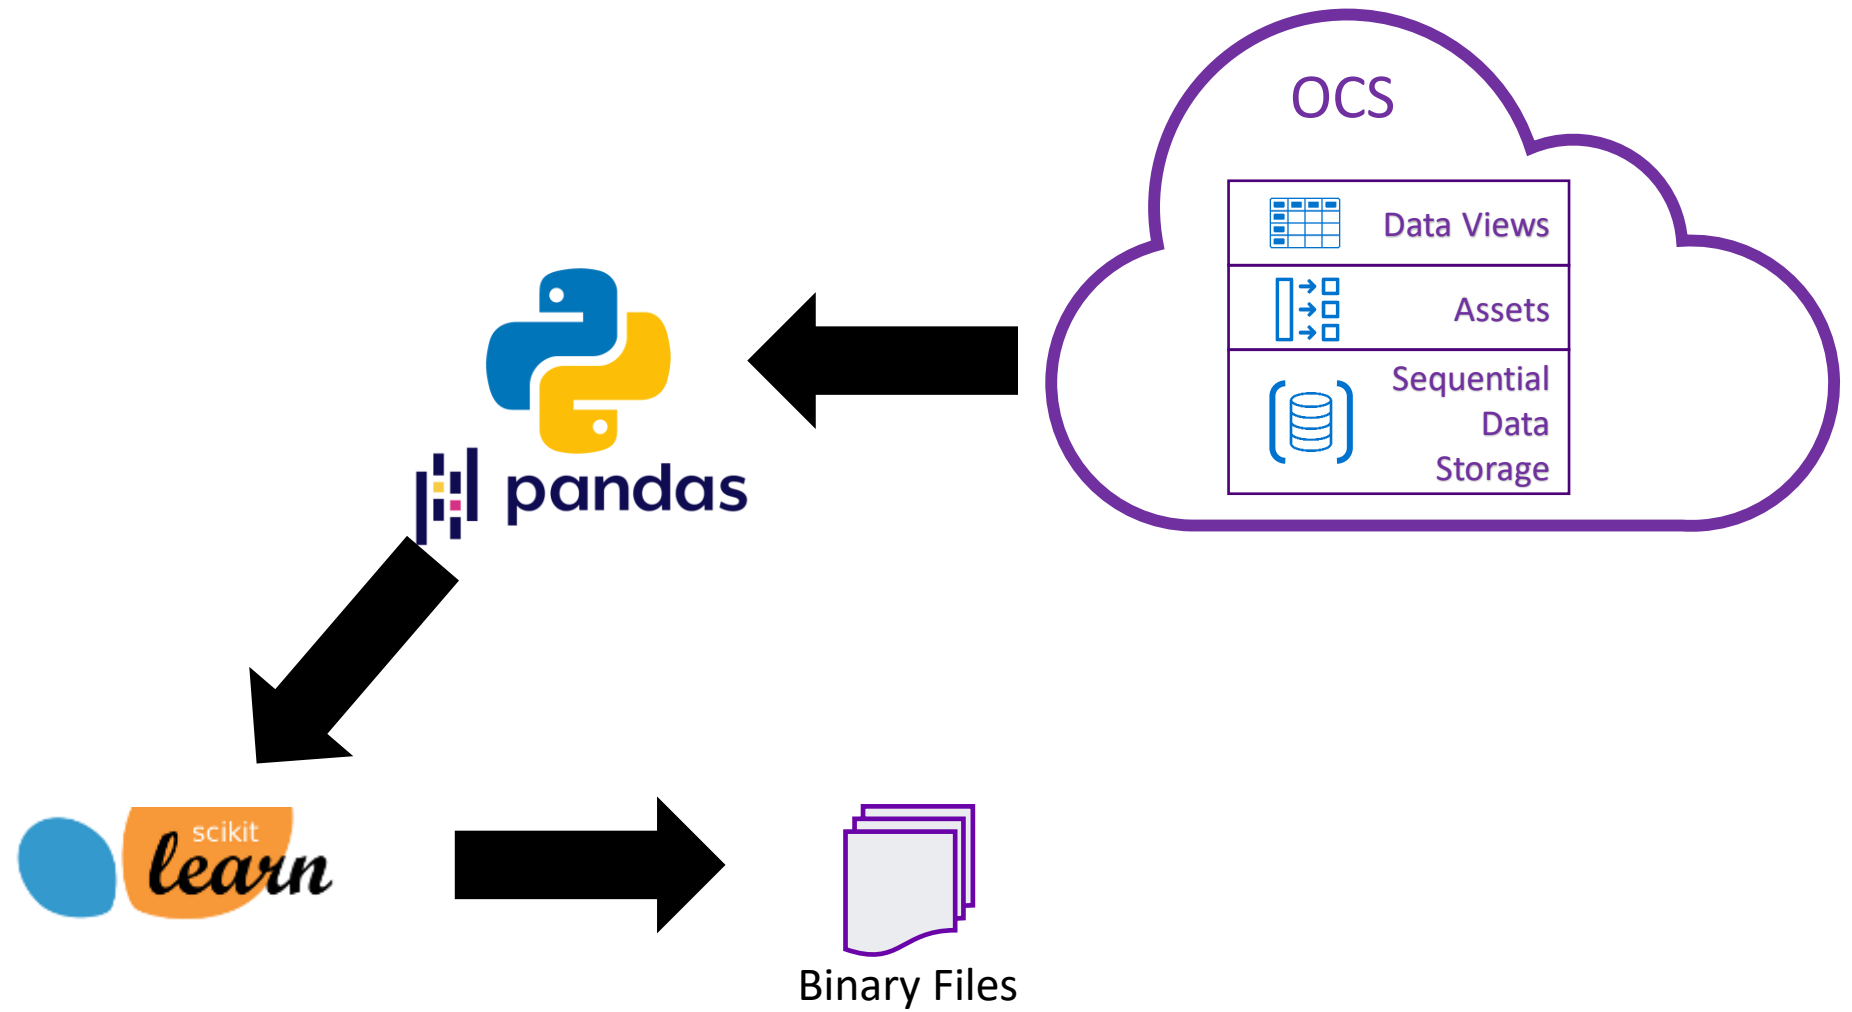 OCS
Data Views
Assets
Sequential
Data
Storage
pandas
scikit
learn
Binary Files